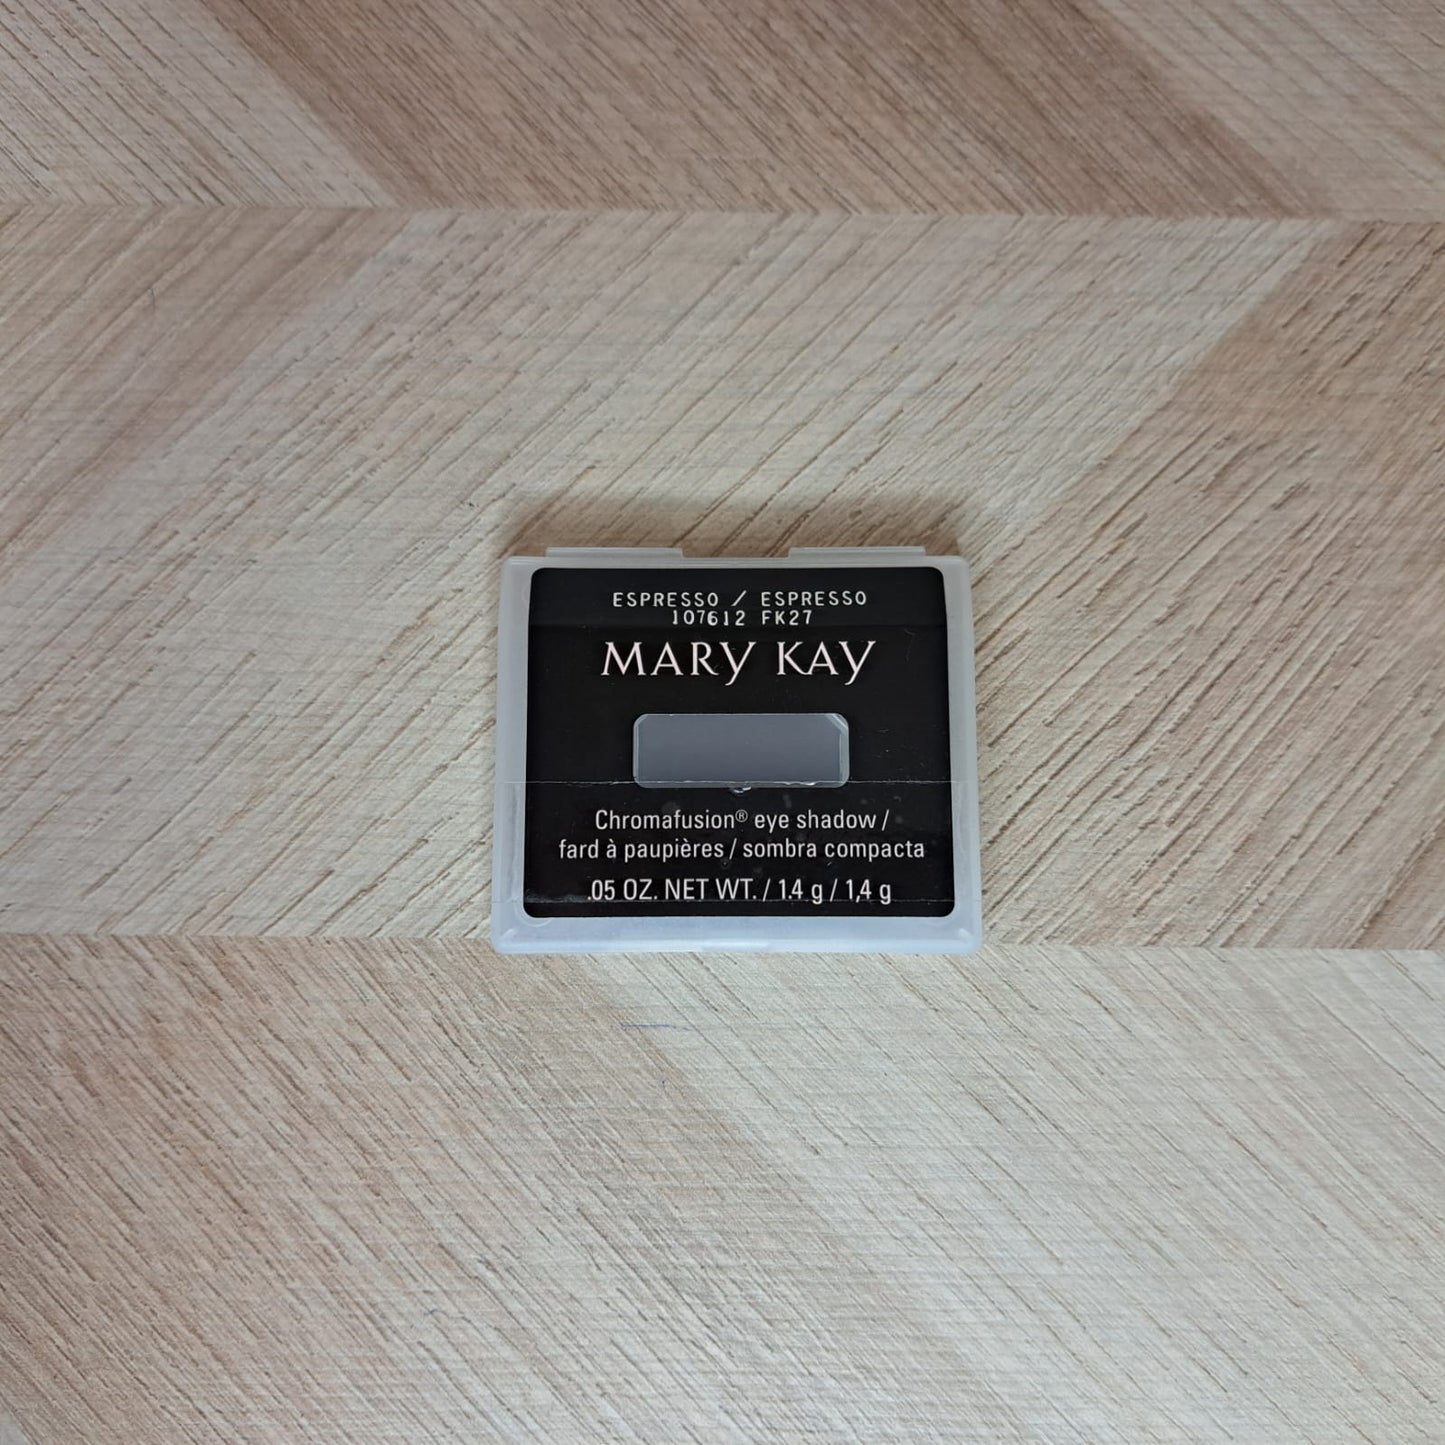 ESPRESSO / ESPRESSO
107612 FK27
MARY KAY
Chromafusion® eye shadow /
fard à paupières / sombra compacta
.05 OZ. NET WT. / 1.4 g / 1,4 g